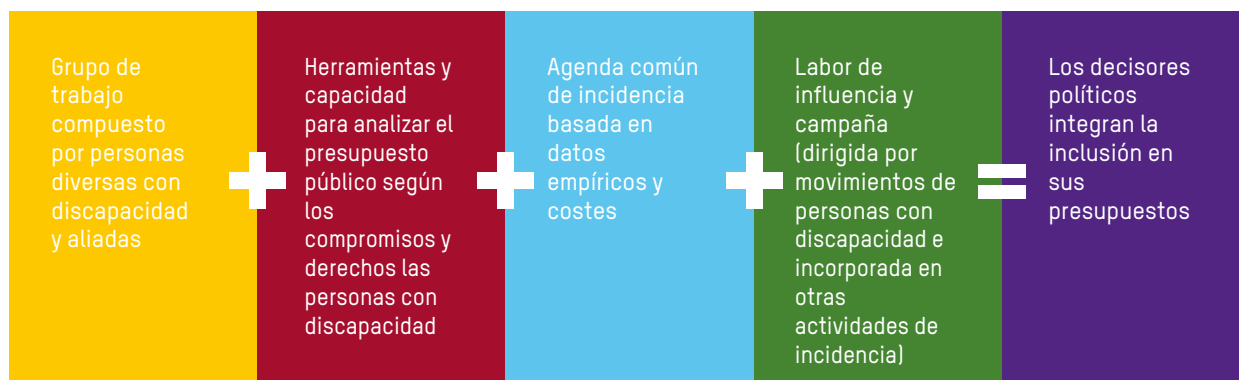 Grupo de
trabajo
compuesto
por personas
diversas con
discapacidad
y aliadas
Herramientas y
capacidad
para analizar el
presupuesto
público según
los
compromisos y
derechos las
personas con
discapacidad
Agenda común
de incidencia
basada en
datos
empíricos y
costes
Labor de
influencia y
campaña
(dirigida por
movimientos de
personas con
discapacidad e
incorporada en
otras
actividades de
incidencia)
Los decisores
políticos
integran la
inclusión en
sus
presupuestos